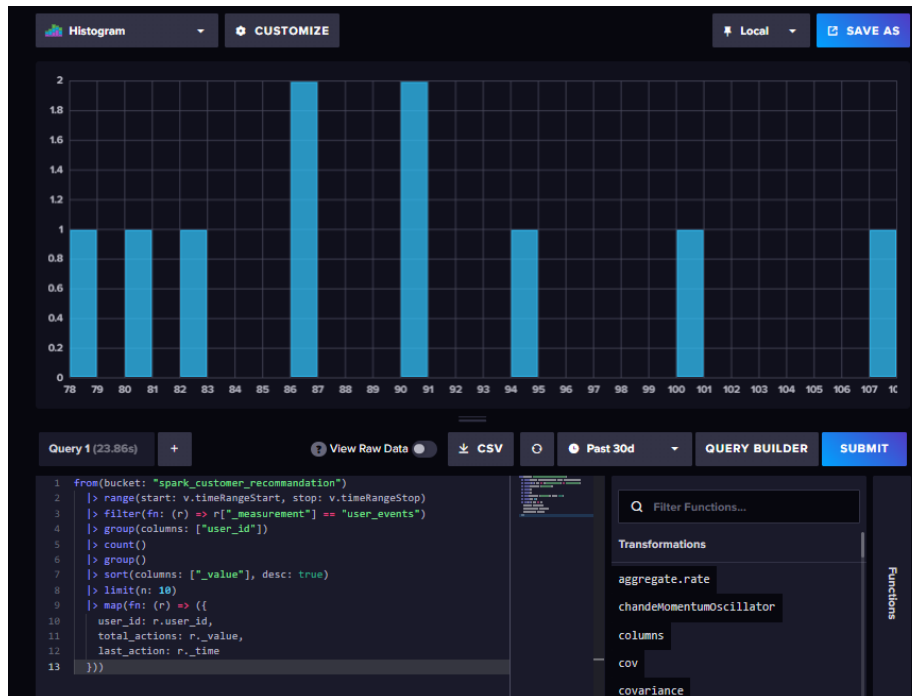 Histogram
CUSTOMIZE
Local
SAVE AS
2
1.8
1.6
1.4
1.2
1
0.8
0.6
0.4
0.2
0
78 79 80 81 82 83 84 85 86 87 88 89 90 91 92 93 94 95 96 97 98 99 100 101 102 103 104 105 106 107 10
Query 1 (23.86s)
+
? View Raw Data
CSV
Past 30d
QUERY BUILDER
SUBMIT
1 from(bucket: "spark_customer_recommandation")
2 |> range(start: v.timeRangeStart, stop: v.timeRangeStop)
3 |> filter(fn: (r) => r["_measurement"] == "user_events")
4 |> group(columns: ["user_id"])
5 |> count()
6 |> group()
7 |> sort(columns: ["_value"], desc: true)
8 |> limit(n: 10)
9 |> map(fn: (r) => ({
10 user_id: r.user_id,
11 total_actions: r._value,
12 last_action: r._time
13 }))
Filter Functions...
Transformations
aggregate.rate
chandeMomentumOscillator
columns
cov
covariance
Functions